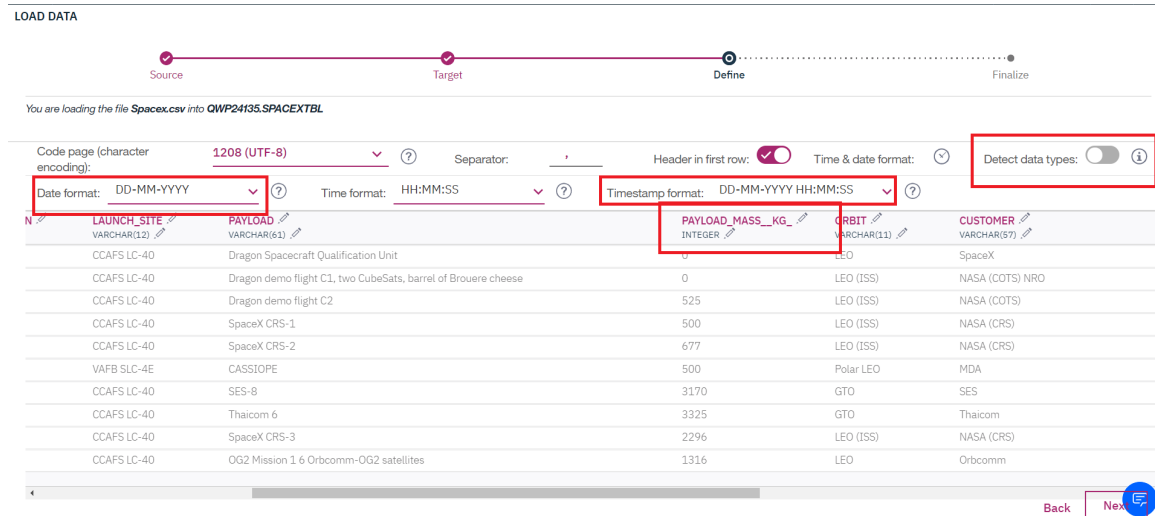 LOAD DATA
Source Target Define Finalize
You are loading the file Spacex.csv into QWP24135.SPACEXTBL
Code page (character encoding): 1208 (UTF-8) ? Separator: , Header in first row: Time & date format: Detect data types: i
Date format: DD-MM-YYYY ? Time format: HH:MM:SS ? Timestamp format: DD-MM-YYYY HH:MM:SS ?
N LAUNCH_SITE PAYLOAD PAYLOAD_MASS__KG_ ORBIT CUSTOMER
VARCHAR(12) VARCHAR(61) INTEGER VARCHAR(11) VARCHAR(57)
CCAFS LC-40 Dragon Spacecraft Qualification Unit 0 LEO SpaceX
CCAFS LC-40 Dragon demo flight C1, two CubeSats, barrel of Brouere cheese 0 LEO (ISS) NASA (COTS) NRO
CCAFS LC-40 Dragon demo flight C2 525 LEO (ISS) NASA (COTS)
CCAFS LC-40 SpaceX CRS-1 500 LEO (ISS) NASA (CRS)
CCAFS LC-40 SpaceX CRS-2 677 LEO (ISS) NASA (CRS)
VAFB SLC-4E CASSIOPE 500 Polar LEO MDA
CCAFS LC-40 SES-8 3170 GTO SES
CCAFS LC-40 Thaicom 6 3325 GTO Thaicom
CCAFS LC-40 SpaceX CRS-3 2296 LEO (ISS) NASA (CRS)
CCAFS LC-40 OG2 Mission 1 6 Orbcomm-OG2 satellites 1316 LEO Orbcomm
Back Next